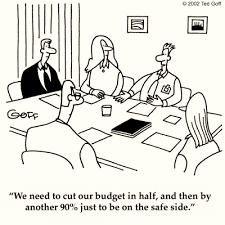 © 2002 Ted Goff
GOFF
“We need to cut our budget in half, and then by
another 90% just to be on the safe side.”